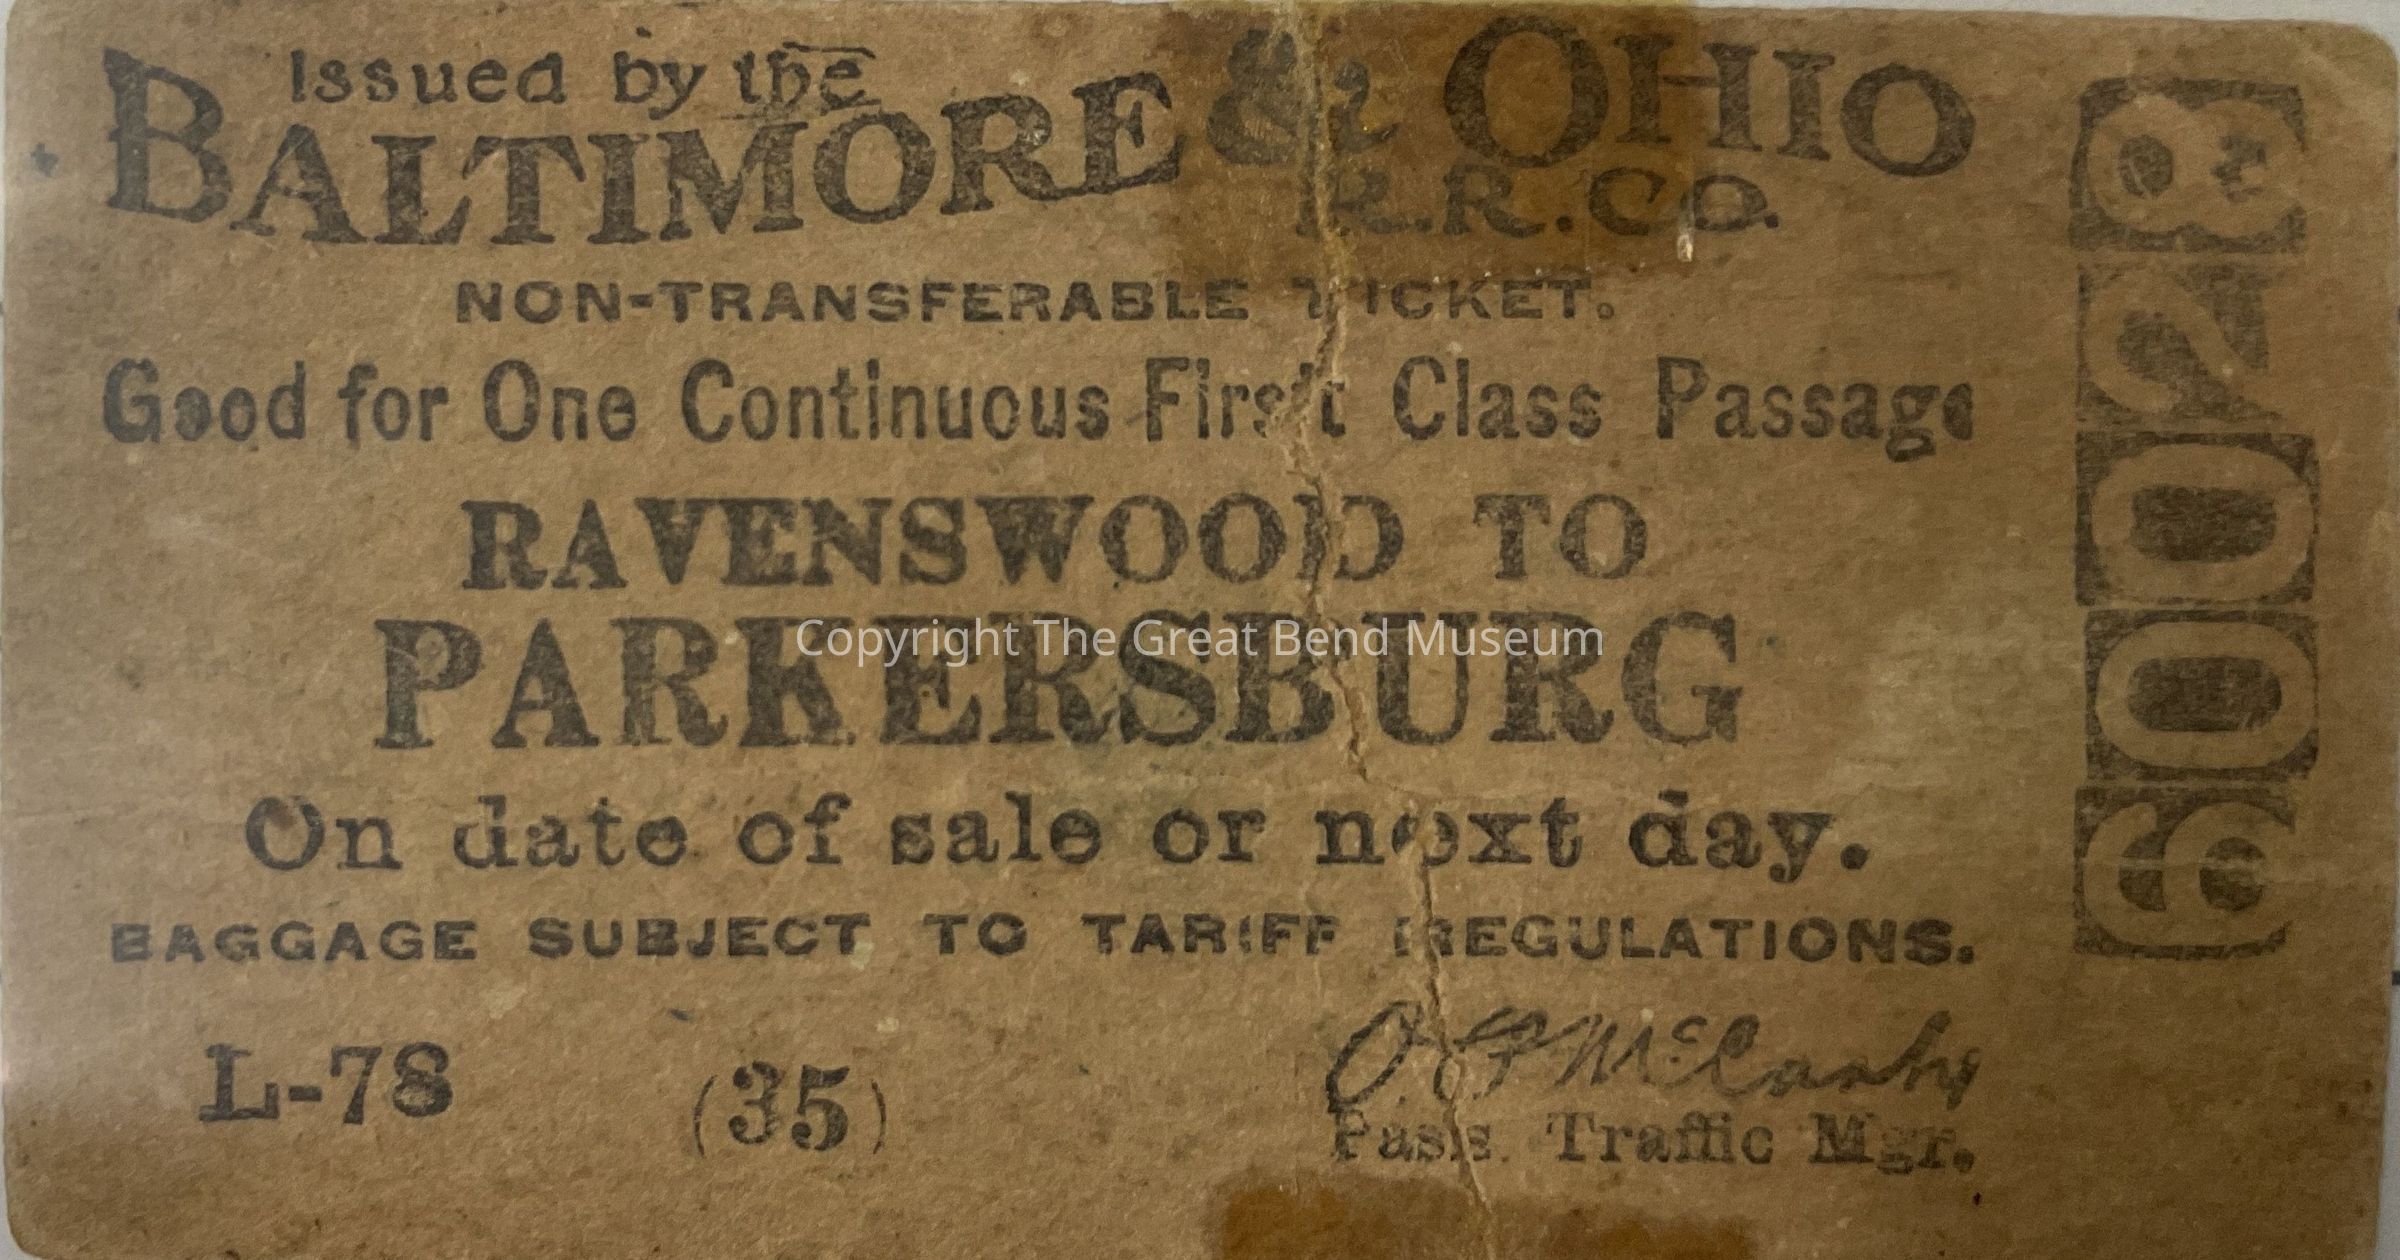 Issued by the
BALTIMORE & OHIO
R.R.CO.
NON-TRANSFERABLE TICKET.
Good for One Continuous First Class Passage
RAVENSWOOD TO
PARKERSBURG
Copyright The Great Bend Museum
On date of sale or next day.
BAGGAGE SUBJECT TO TARIFF REGULATIONS.
L-78 (35)
O. P. McCarty
Pass. Traffic Mgr.
60028